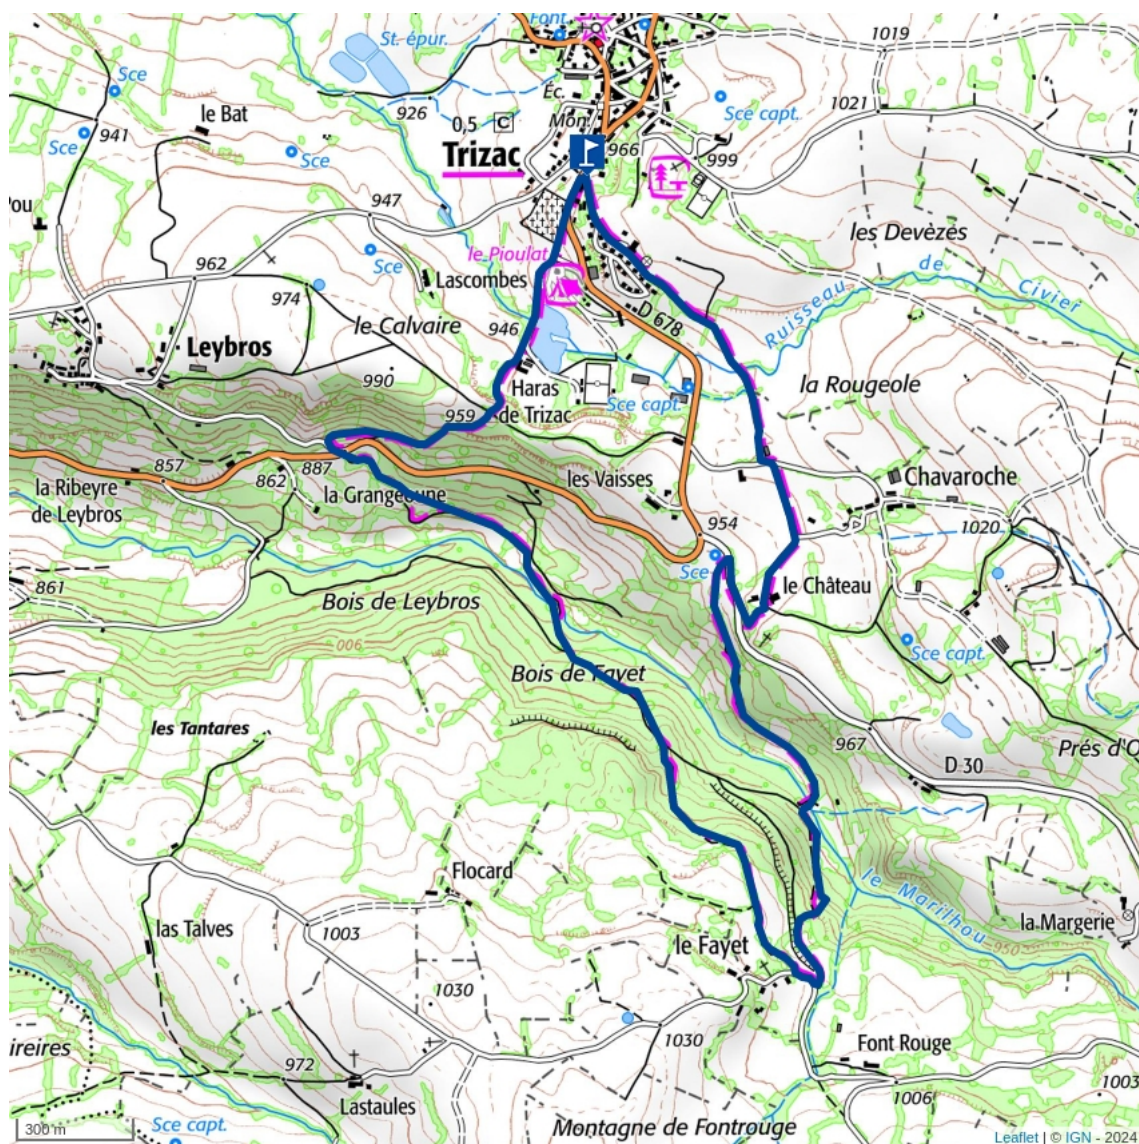 Font.
St. épur.
1019
Sce
Éc.
1021
le Bat
926
0,5 C
Mon.
Sce capt.
941
Sce
Sce
Trizac
966
999
947
les Devèzes
le Pioulat
de
Sce
962
Lascombes
Civier
974
Ruisseau
le Calvaire
946
D 678
Leybros
990
la Rougeole
Haras
de Trizac
Sce capt.
959
857
887
les Vaisses
Chavaroche
la Ribeyre
de Leybros
862
la Grangeoune
954
1020
Sce
861
le Château
Bois de Leybros
Sce capt.
Bois de Fayet
les Tantares
967
Prés d'O
D 30
Flocard
le Marilhou
950
la Margerie
las Talves
1003
le Fayet
1030
1030
Font Rouge
ireires
972
1003
1006
Lastaules
Sce capt.
Montagne de Fontrouge
300 m
Leaflet | © IGN - 2024